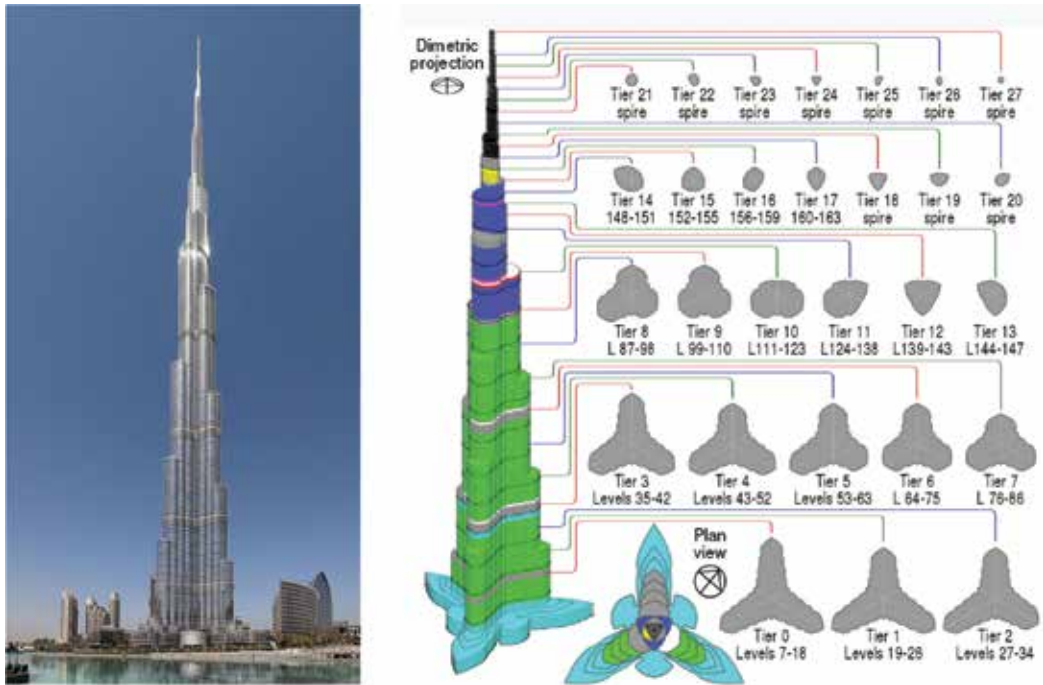 Dimetric
projection
Tier 21
spire
Tier 22
spire
Tier 23
spire
Tier 24
spire
Tier 25
spire
Tier 26
spire
Tier 27
spire
Tier 14
148-151
Tier 15
152-155
Tier 16
156-159
Tier 17
160-163
Tier 18
spire
Tier 19
spire
Tier 20
spire
Tier 8
L 87-98
Tier 9
L 99-110
Tier 10
L111-123
Tier 11
L124-138
Tier 12
L139-143
Tier 13
L144-147
Tier 3
Levels 35-42
Tier 4
Levels 43-52
Tier 5
Levels 53-63
Tier 6
L 64-75
Tier 7
L 76-86
Plan
view
Tier 0
Levels 7-18
Tier 1
Levels 19-26
Tier 2
Levels 27-34